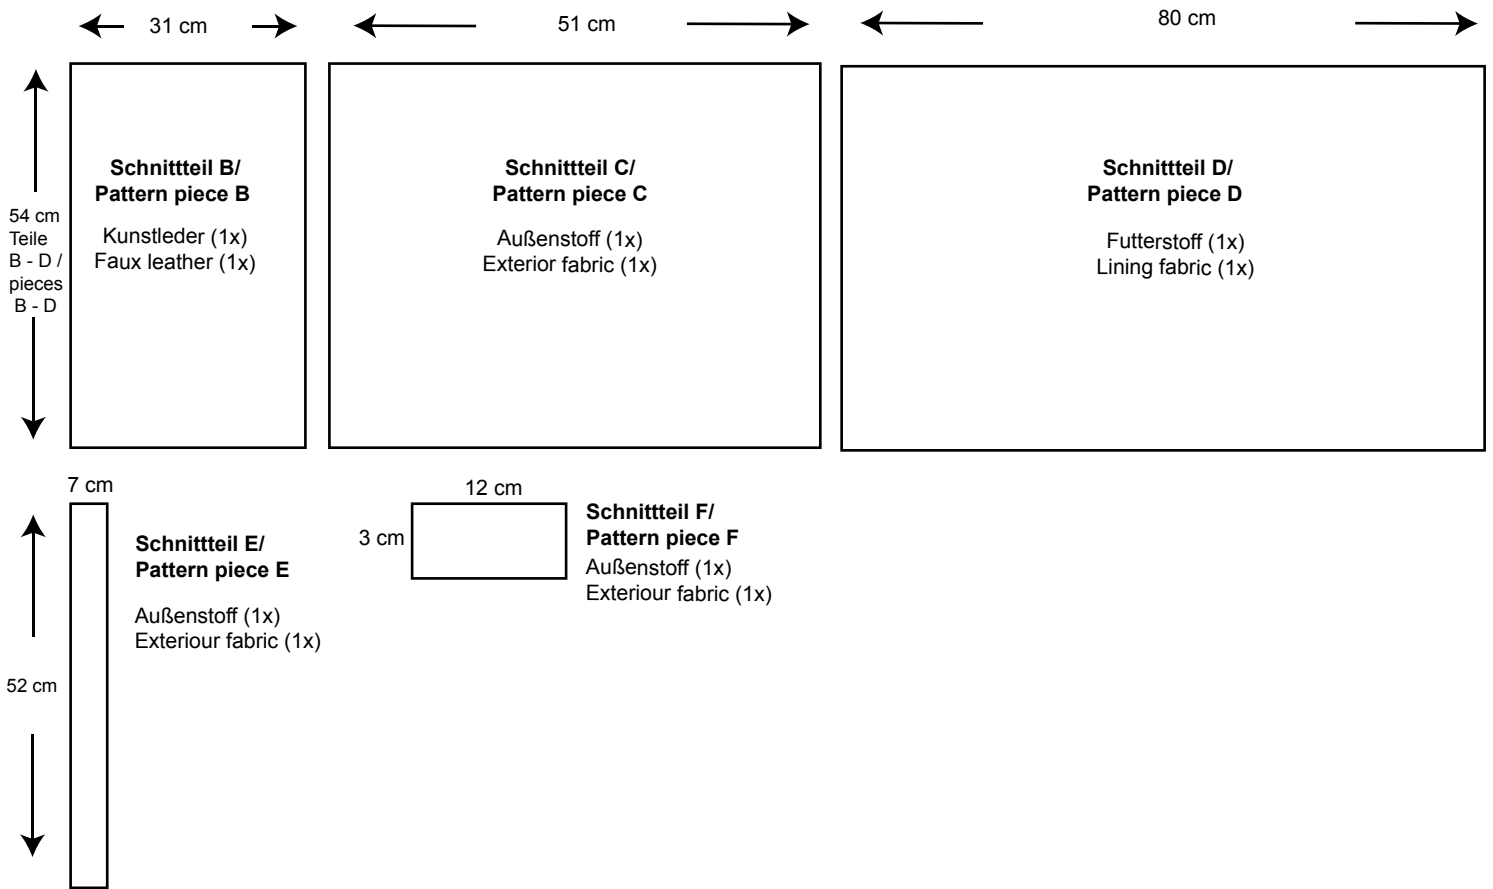 31 cm
51 cm
80 cm
54 cm
Teile
B - D /
pieces
B - D
Schnittteil B/
Pattern piece B
Kunstleder (1x)
Faux leather (1x)
Schnittteil C/
Pattern piece C
Außenstoff (1x)
Exterior fabric (1x)
Schnittteil D/
Pattern piece D
Futterstoff (1x)
Lining fabric (1x)
7 cm
52 cm
Schnittteil E/
Pattern piece E
Außenstoff (1x)
Exteriour fabric (1x)
12 cm
3 cm
Schnittteil F/
Pattern piece F
Außenstoff (1x)
Exteriour fabric (1x)